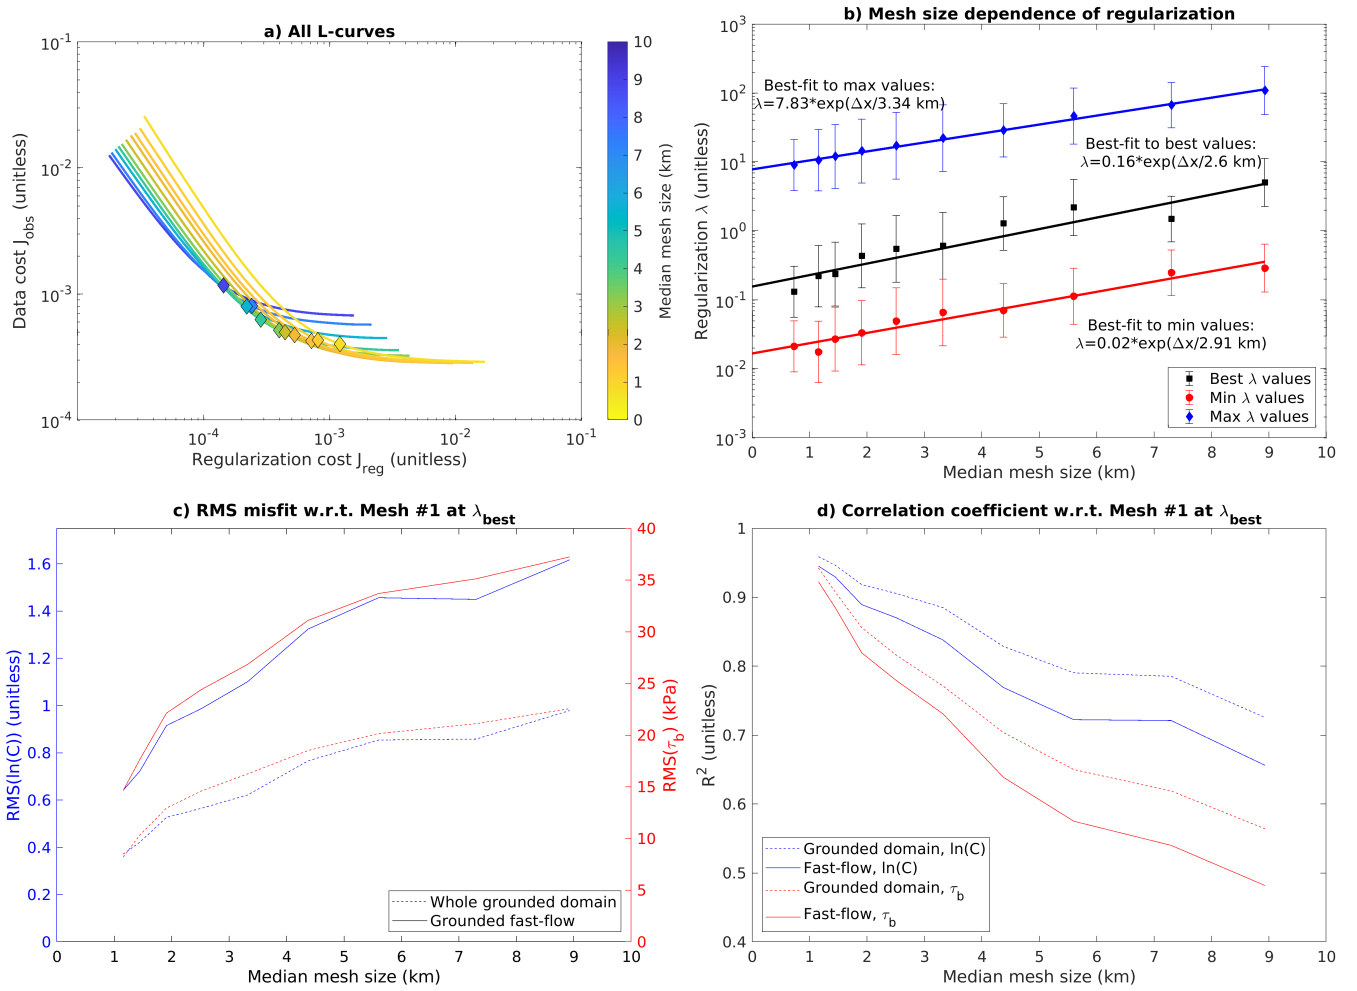 a) All L-curves
10^-1
10^-2
10^-3
10^-4
Data cost J_obs (unitless)
10^-4
10^-3
10^-2
10^-1
Regularization cost J_reg (unitless)
10
9
8
7
6
5
4
3
2
1
0
Median mesh size (km)
b) Mesh size dependence of regularization
10^3
10^2
10^1
10^0
10^-1
10^-2
10^-3
Regularization λ (unitless)
Best-fit to max values:
λ=7.83*exp(Δx/3.34 km)
Best-fit to best values:
λ=0.16*exp(Δx/2.6 km)
Best-fit to min values:
λ=0.02*exp(Δx/2.91 km)
Best λ values
Min λ values
Max λ values
0 1 2 3 4 5 6 7 8 9 10
Median mesh size (km)
c) RMS misfit w.r.t. Mesh #1 at λ_best
1.6
1.4
1.2
1
0.8
0.6
0.4
0.2
0
RMS(ln(C)) (unitless)
40
35
30
25
20
15
10
5
0
RMS(τ_b) (kPa)
Whole grounded domain
Grounded fast-flow
0 1 2 3 4 5 6 7 8 9 10
Median mesh size (km)
d) Correlation coefficient w.r.t. Mesh #1 at λ_best
1
0.9
0.8
0.7
0.6
0.5
0.4
R^2 (unitless)
Grounded domain, ln(C)
Fast-flow, ln(C)
Grounded domain, τ_b
Fast-flow, τ_b
0 1 2 3 4 5 6 7 8 9 10
Median mesh size (km)